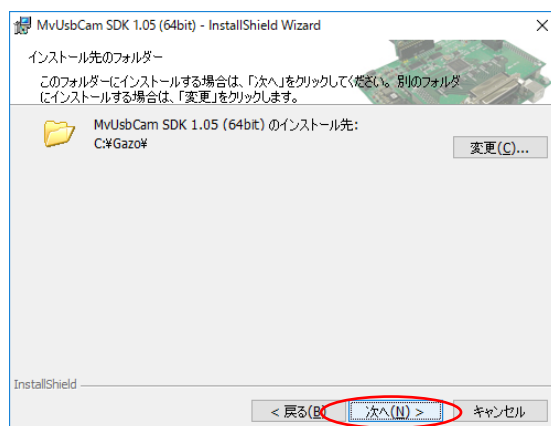 MvUsbCam SDK 1.05 (64bit) - InstallShield Wizard
インストール先のフォルダー
このフォルダーにインストールする場合は、「次へ」をクリックしてください。別のフォルダ
にインストールする場合は、「変更」をクリックします。
MvUsbCam SDK 1.05 (64bit) のインストール先:
C:¥Gazo¥
変更(C)...
InstallShield
< 戻る(B) 次へ(N) > キャンセル